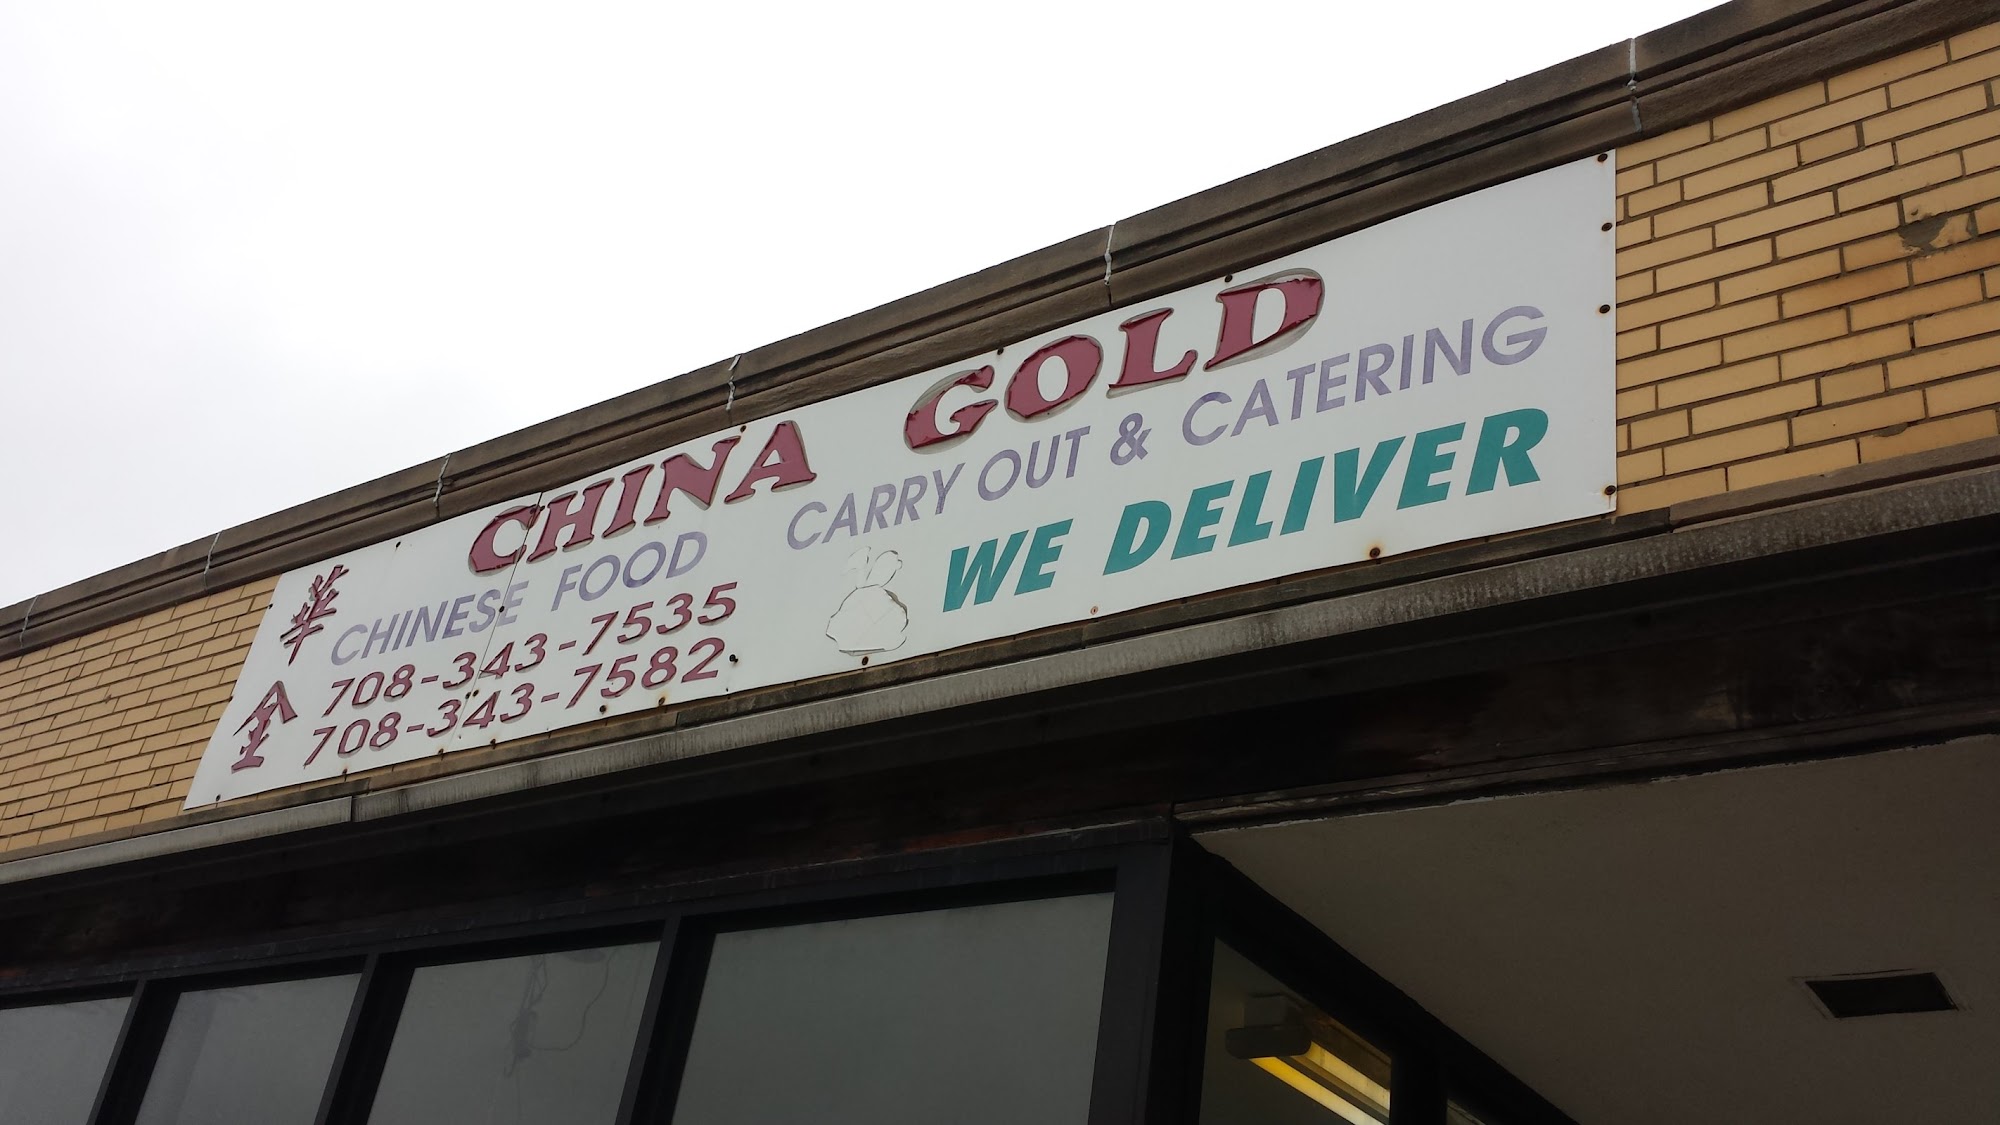 CHINA GOLD
華金
CHINESE FOOD CARRY OUT & CATERING
708-343-7535
708-343-7582
WE DELIVER